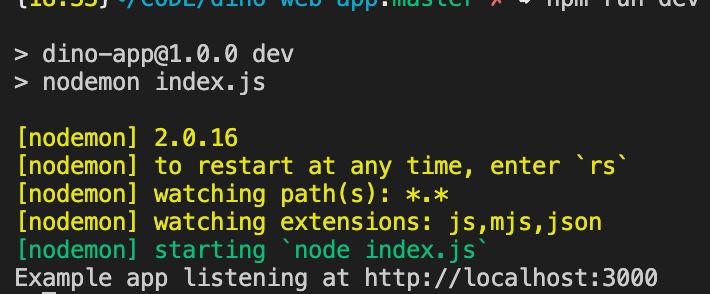 {18:53}~/CODE/dino-web-app:master ✗ ➜ npm run dev
> dino-app@1.0.0 dev
> nodemon index.js
[nodemon] 2.0.16
[nodemon] to restart at any time, enter `rs`
[nodemon] watching path(s): *.*
[nodemon] watching extensions: js,mjs,json
[nodemon] starting `node index.js`
Example app listening at http://localhost:3000